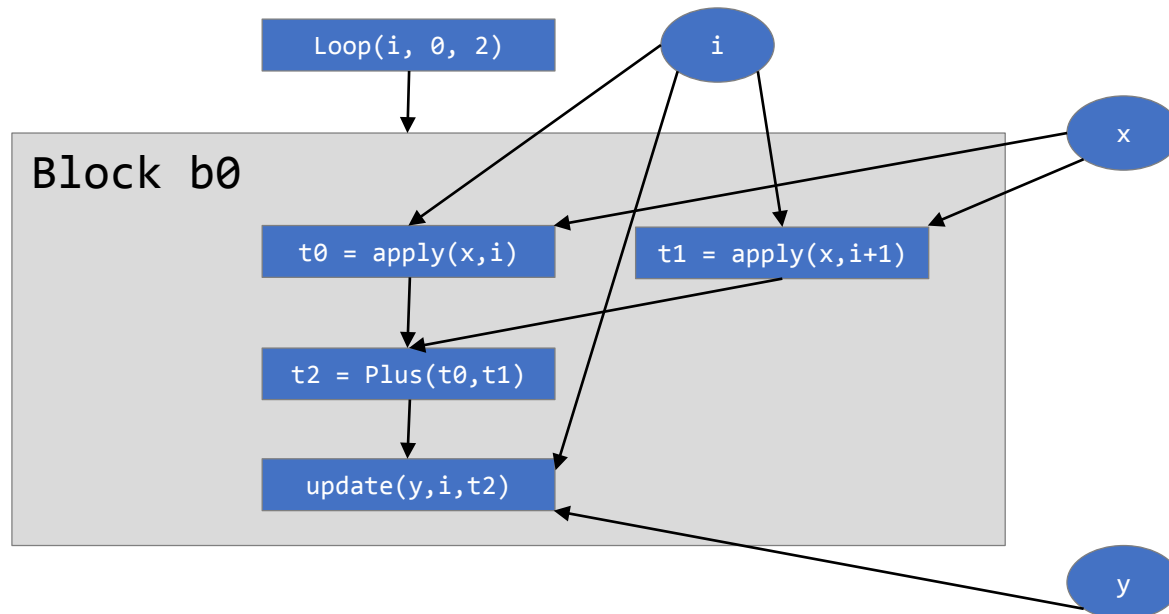 Loop(i, 0, 2)
i
x
Block b0
t0 = apply(x,i)
t1 = apply(x,i+1)
t2 = Plus(t0,t1)
update(y,i,t2)
y